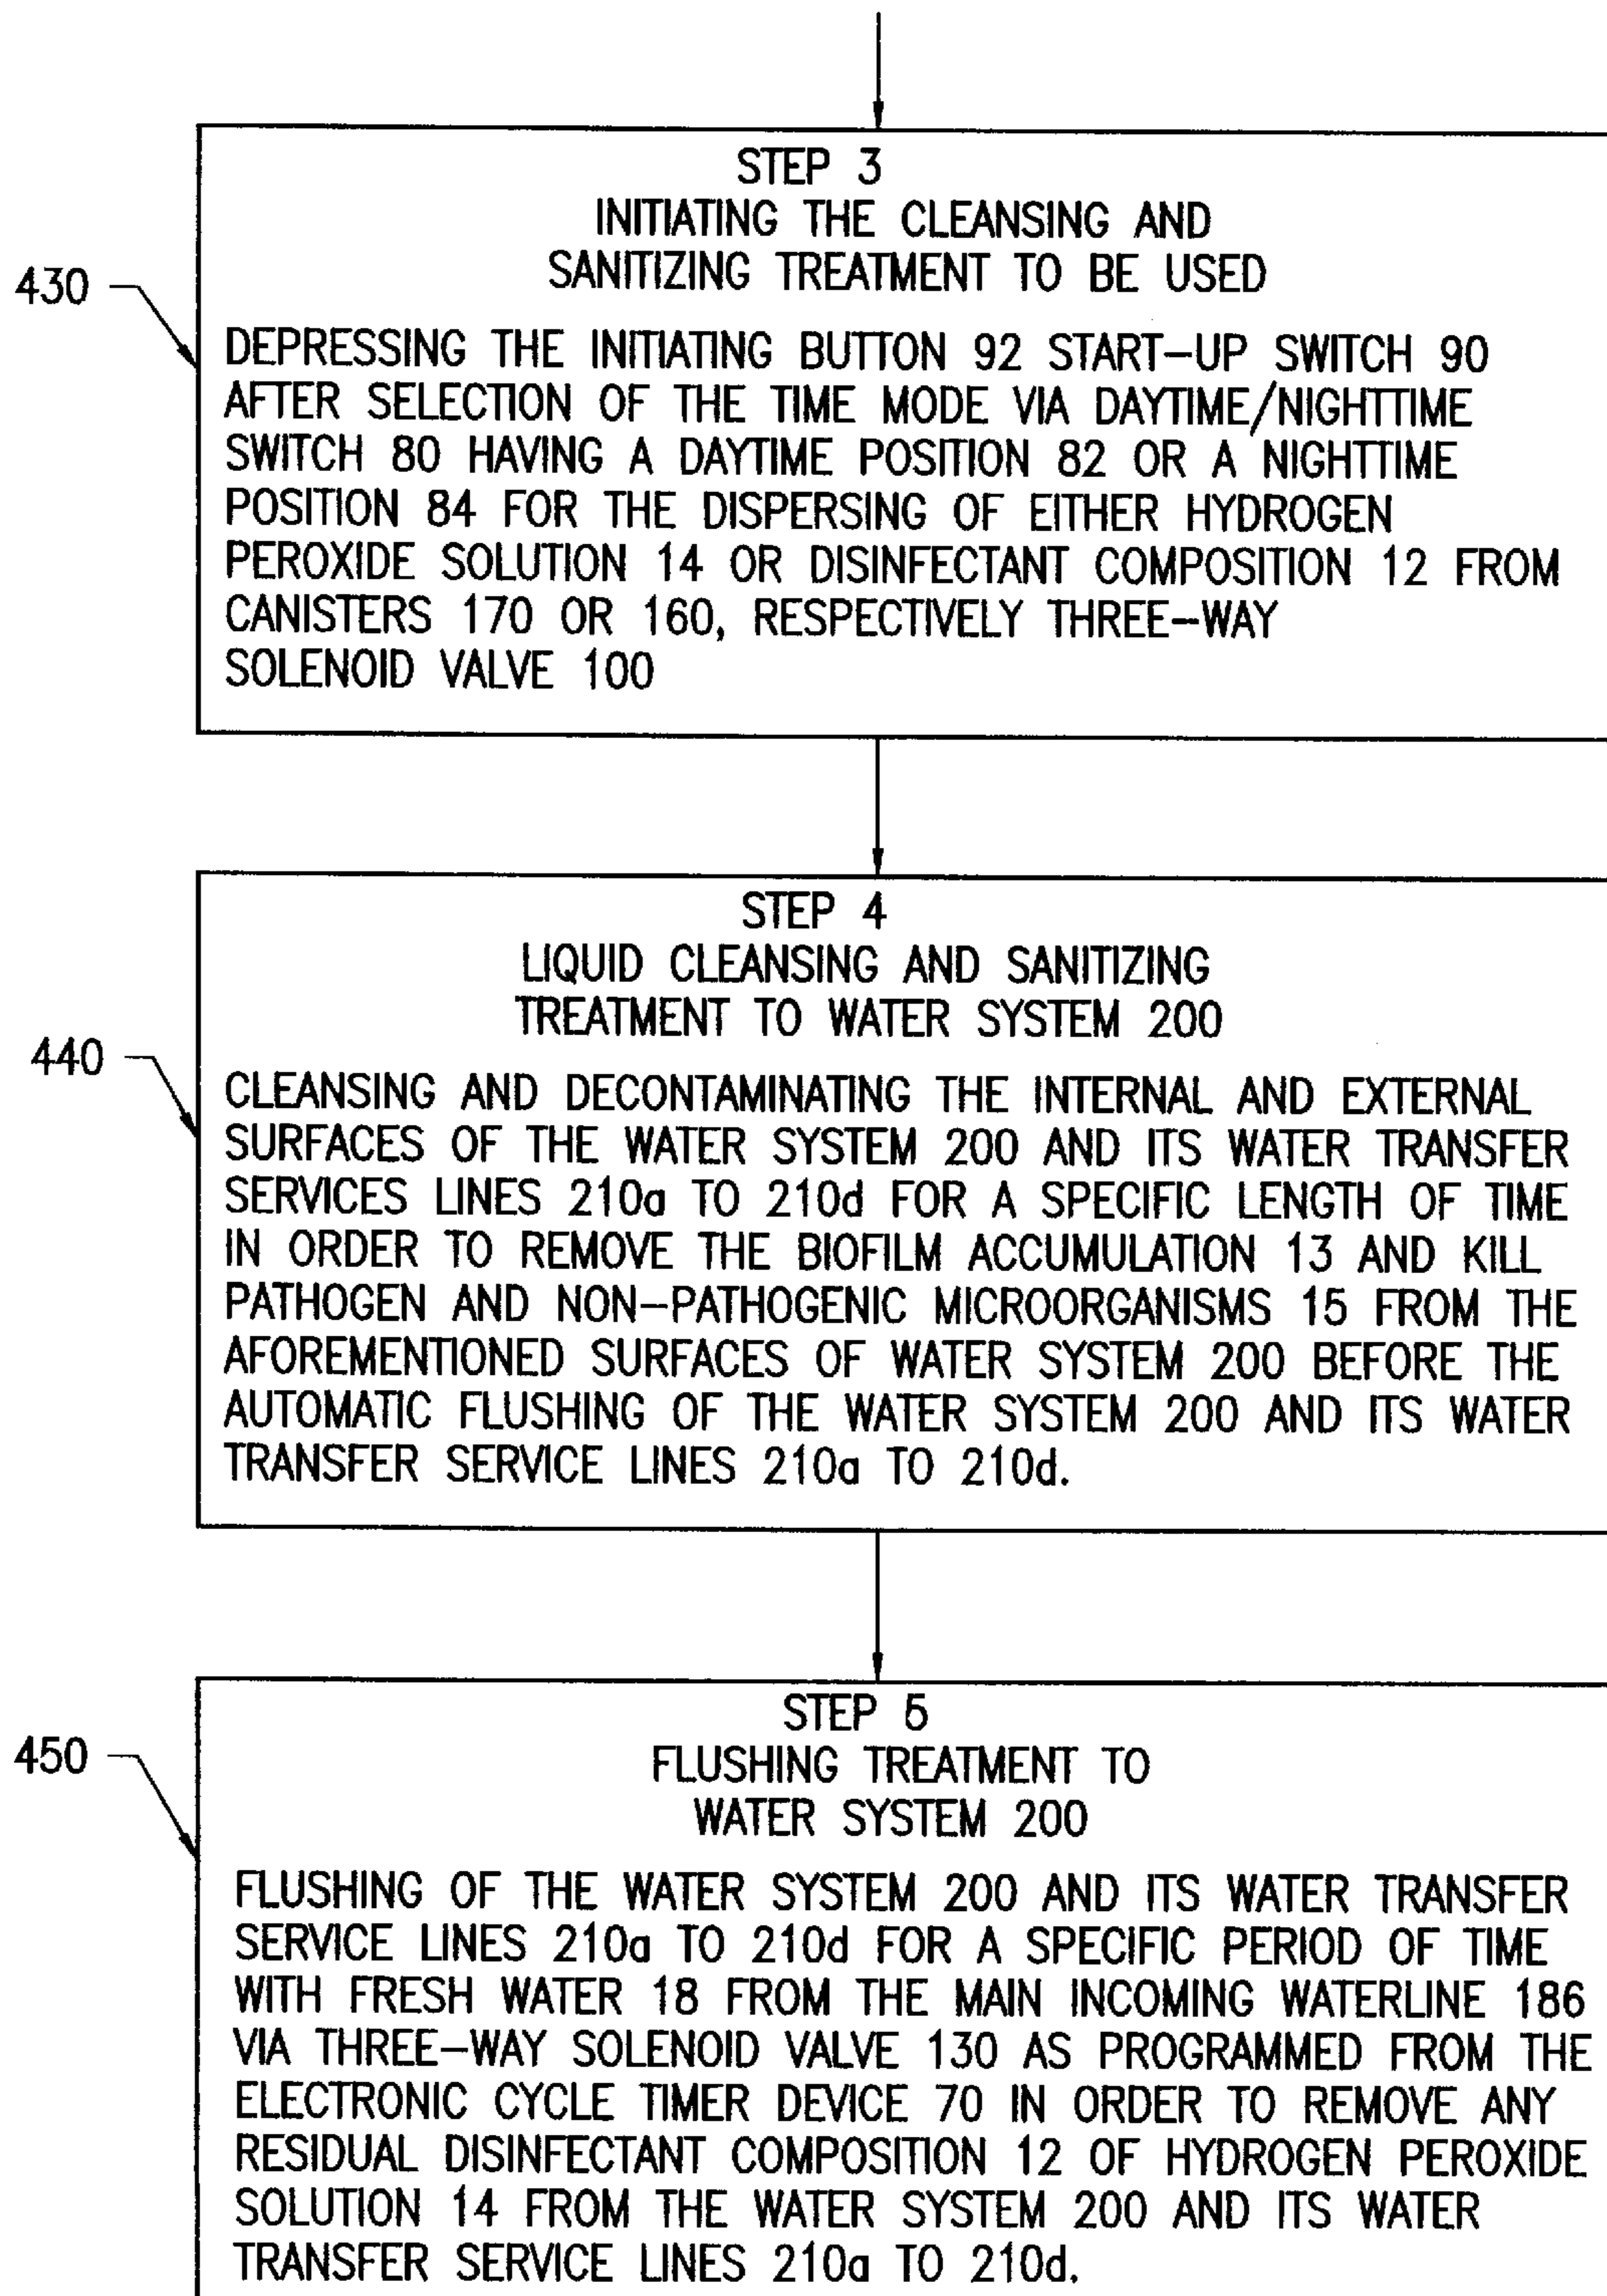 STEP 3
INITIATING THE CLEANSING AND
SANITIZING TREATMENT TO BE USED
430
DEPRESSING THE INITIATING BUTTON 92 START-UP SWITCH 90
AFTER SELECTION OF THE TIME MODE VIA DAYTIME/NIGHTTIME
SWITCH 80 HAVING A DAYTIME POSITION 82 OR A NIGHTTIME
POSITION 84 FOR THE DISPERSING OF EITHER HYDROGEN
PEROXIDE SOLUTION 14 OR DISINFECTANT COMPOSITION 12 FROM
CANISTERS 170 OR 160, RESPECTIVELY THREE-WAY
SOLENOID VALVE 100
STEP 4
LIQUID CLEANSING AND SANITIZING
TREATMENT TO WATER SYSTEM 200
440
CLEANSING AND DECONTAMINATING THE INTERNAL AND EXTERNAL
SURFACES OF THE WATER SYSTEM 200 AND ITS WATER TRANSFER
SERVICES LINES 210a TO 210d FOR A SPECIFIC LENGTH OF TIME
IN ORDER TO REMOVE THE BIOFILM ACCUMULATION 13 AND KILL
PATHOGEN AND NON-PATHOGENIC MICROORGANISMS 15 FROM THE
AFOREMENTIONED SURFACES OF WATER SYSTEM 200 BEFORE THE
AUTOMATIC FLUSHING OF THE WATER SYSTEM 200 AND ITS WATER
TRANSFER SERVICE LINES 210a TO 210d.
STEP 5
FLUSHING TREATMENT TO
WATER SYSTEM 200
450
FLUSHING OF THE WATER SYSTEM 200 AND ITS WATER TRANSFER
SERVICE LINES 210a TO 210d FOR A SPECIFIC PERIOD OF TIME
WITH FRESH WATER 18 FROM THE MAIN INCOMING WATERLINE 186
VIA THREE-WAY SOLENOID VALVE 130 AS PROGRAMMED FROM THE
ELECTRONIC CYCLE TIMER DEVICE 70 IN ORDER TO REMOVE ANY
RESIDUAL DISINFECTANT COMPOSITION 12 OF HYDROGEN PEROXIDE
SOLUTION 14 FROM THE WATER SYSTEM 200 AND ITS WATER
TRANSFER SERVICE LINES 210a TO 210d.